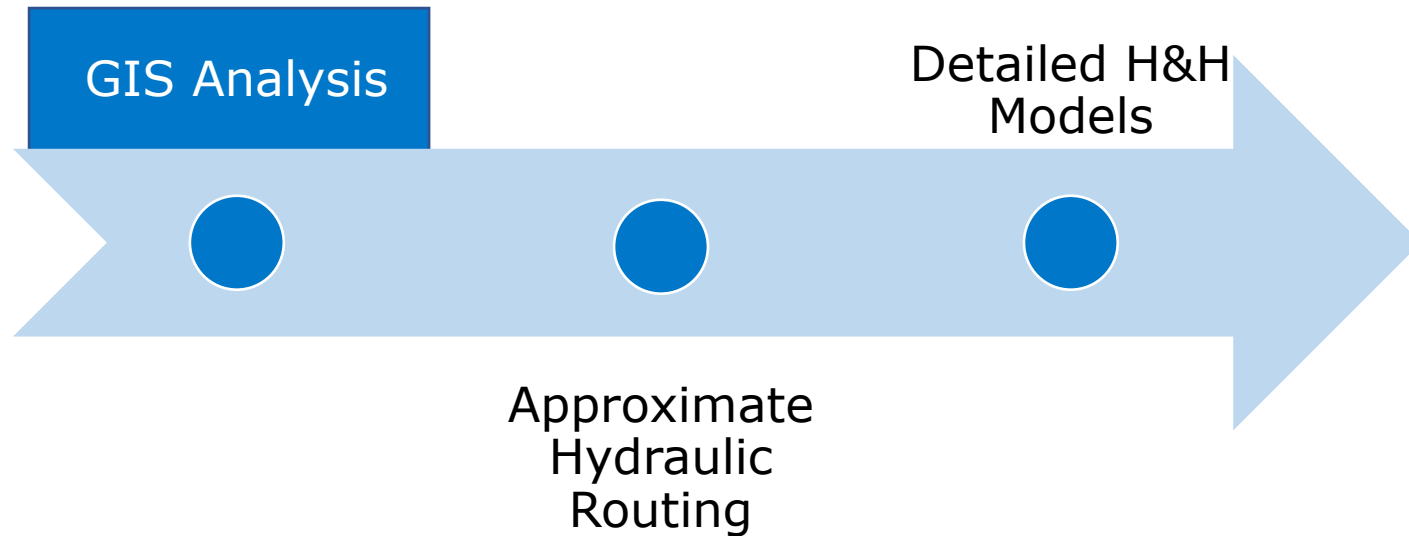 GIS Analysis
Detailed H&H
Models
Approximate
Hydraulic
Routing